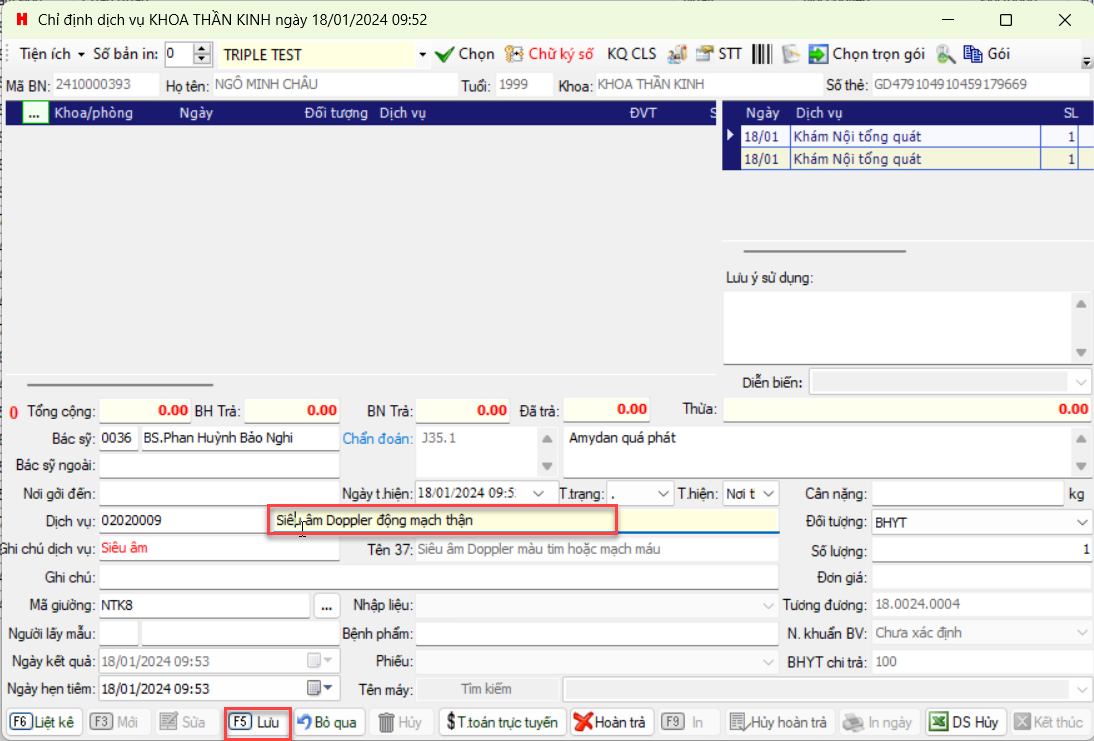 H Chỉ định dịch vụ KHOA THẦN KINH ngày 18/01/2024 09:52
Tiện ích Số bản in: 0 TRIPLE TEST Chọn Chữ ký số KQ CLS STT Chọn trọn gói Gói
Mã BN: 2410000393 Họ tên: NGÔ MINH CHÂU Tuổi: 1999 Khoa: KHOA THẦN KINH Số thẻ: GD479104910459179669
... Khoa/phòng Ngày Đối tượng Dịch vụ ĐVT S
Ngày Dịch vụ SL
18/01 Khám Nội tổng quát 1
18/01 Khám Nội tổng quát 1
Lưu ý sử dụng:
Diễn biến:
0 Tổng cộng: 0.00 BH Trả: 0.00 BN Trả: 0.00 Đã trả: 0.00 Thừa: 0.00
Bác sỹ: 0036 BS.Phan Huỳnh Bảo Nghi Chẩn đoán: J35.1 Amydan quá phát
Bác sỹ ngoài:
Nơi gởi đến: Ngày t.hiện: 18/01/2024 09:5 T.trạng: . T.hiện: Nơi t Cân nặng: kg
Dịch vụ: 02020009 Siêu âm Doppler động mạch thận Đối tượng: BHYT
Ghi chú dịch vụ: Siêu âm Tên 37: Siêu âm Doppler màu tim hoặc mạch máu Số lượng: 1
Ghi chú: Đơn giá:
Mã giường: NTK8 ... Nhập liệu: Tương đương: 18.0024.0004
Người lấy mẫu: Bệnh phẩm: N. khuẩn BV: Chưa xác định
Ngày kết quả: 18/01/2024 09:53 Phiếu: BHYT chi trả: 100
Ngày hẹn tiêm: 18/01/2024 09:53 Tên máy: Tìm kiếm
F6 Liệt kê F3 Mới Sửa F5 Lưu Bỏ qua Hủy $ T.toán trực tuyến Hoàn trả F9 In Hủy hoàn trả In ngày DS Hủy Kết thúc